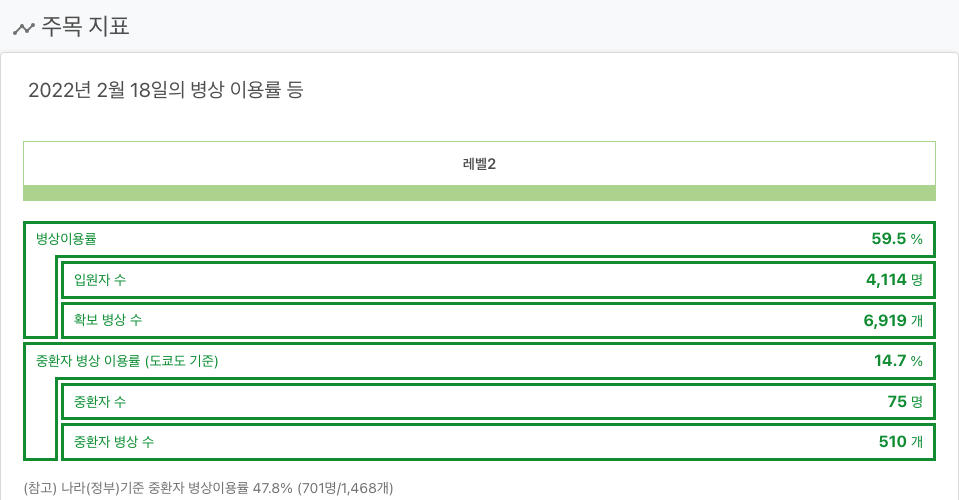 주목 지표
2022년 2월 18일의 병상 이용률 등
레벨2
병상이용률 59.5 %
입원자 수 4,114 명
확보 병상 수 6,919 개
중환자 병상 이용률 (도쿄도 기준) 14.7 %
중환자 수 75 명
중환자 병상 수 510 개
(참고) 나라(정부)기준 중환자 병상이용률 47.8% (701명/1,468개)